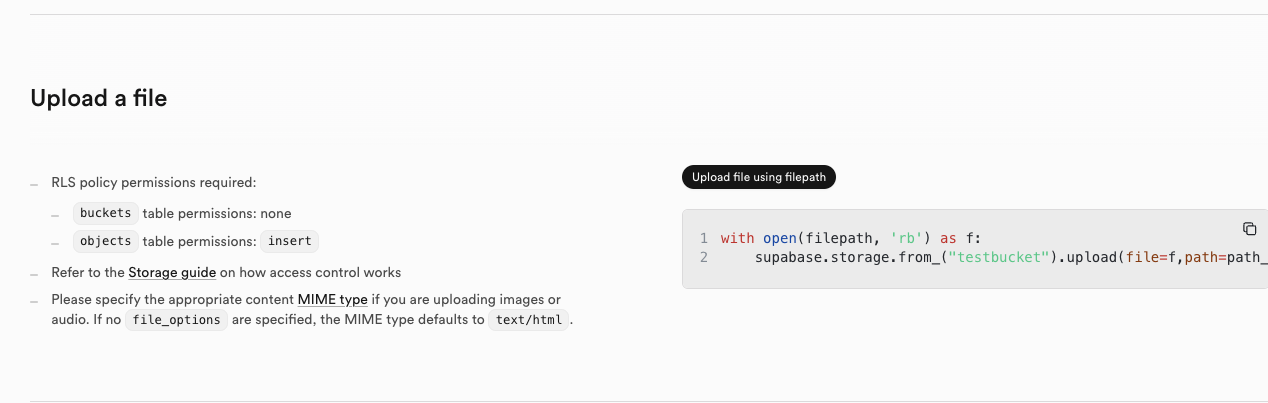 Upload a file
– RLS policy permissions required:
– buckets table permissions: none
– objects table permissions: insert
– Refer to the Storage guide on how access control works
– Please specify the appropriate content MIME type if you are uploading images or
audio. If no file_options are specified, the MIME type defaults to text/html.
Upload file using filepath
1 with open(filepath, 'rb') as f:
2     supabase.storage.from_("testbucket").upload(file=f,path=path_